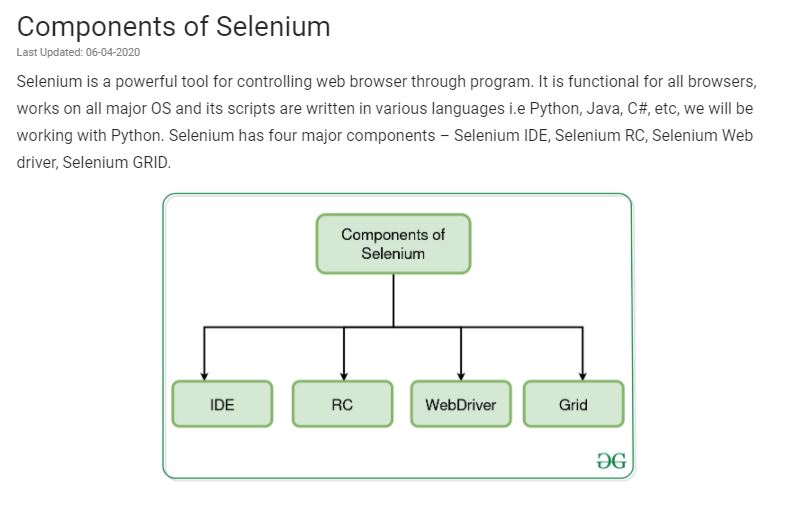 Components of Selenium
Last Updated: 06-04-2020
Selenium is a powerful tool for controlling web browser through program. It is functional for all browsers,
works on all major OS and its scripts are written in various languages i.e Python, Java, C#, etc, we will be
working with Python. Selenium has four major components – Selenium IDE, Selenium RC, Selenium Web
driver, Selenium GRID.
Components of
Selenium
IDE
RC
WebDriver
Grid